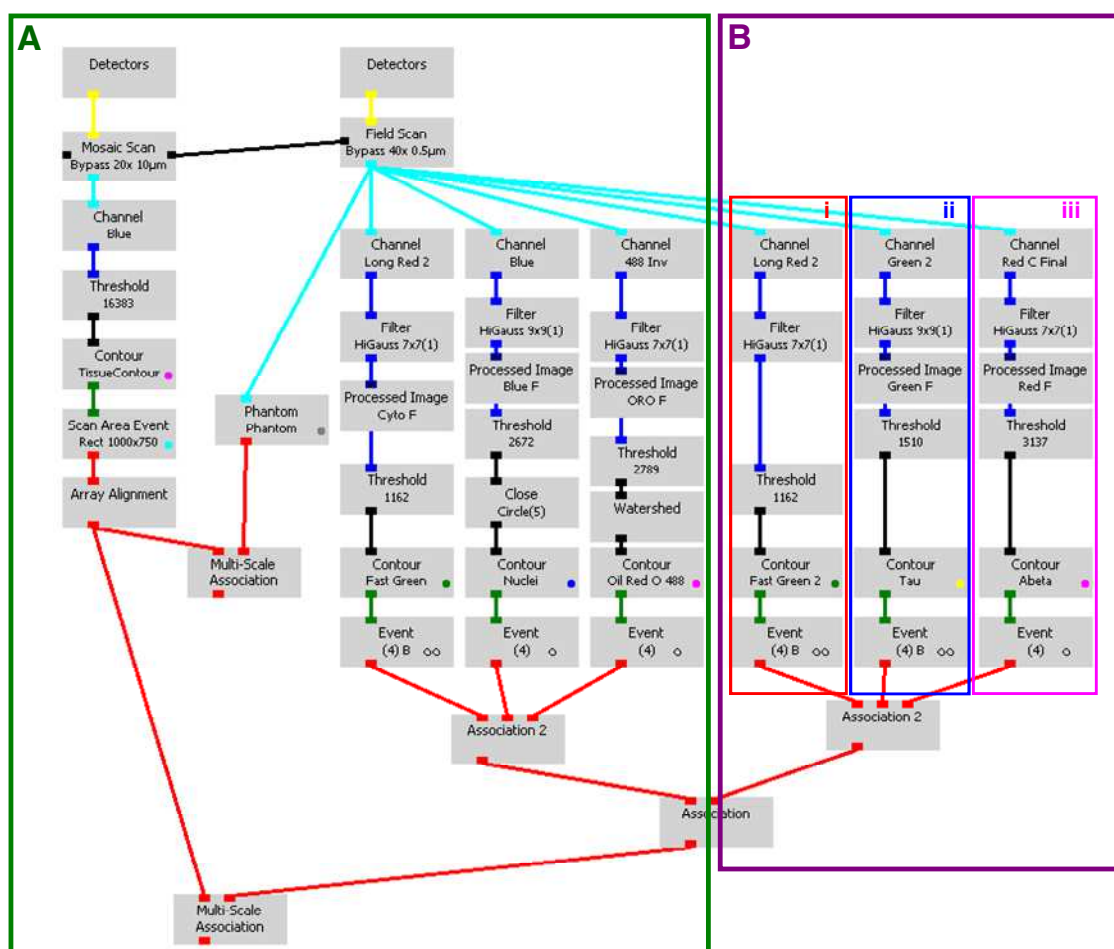 A
B
Detectors
Detectors
Mosaic Scan
Bypass 20x 10µm
Field Scan
Bypass 40x 0.5µm
i
ii
iii
Channel
Blue
Channel
Long Red 2
Channel
Blue
Channel
488 Inv
Channel
Long Red 2
Channel
Green 2
Channel
Red C Final
Threshold
16383
Filter
HiGauss 7x7(1)
Filter
HiGauss 9x9(1)
Filter
HiGauss 7x7(1)
Filter
HiGauss 7x7(1)
Filter
HiGauss 9x9(1)
Filter
HiGauss 7x7(1)
Contour
TissueContour
Processed Image
Cyto F
Processed Image
Blue F
Processed Image
ORO F
Processed Image
Green F
Processed Image
Red F
Scan Area Event
Rect 1000x750
Phantom
Phantom
Threshold
2672
Threshold
2789
Threshold
1510
Threshold
3137
Array Alignment
Threshold
1162
Close
Circle(5)
Watershed
Threshold
1162
Multi-Scale
Association
Contour
Fast Green
Contour
Nuclei
Contour
Oil Red O 488
Contour
Fast Green 2
Contour
Tau
Contour
Abeta
Event
(4) B
Event
(4)
Event
(4)
Event
(4) B
Event
(4) B
Event
(4)
Association 2
Association 2
Association
Multi-Scale
Association